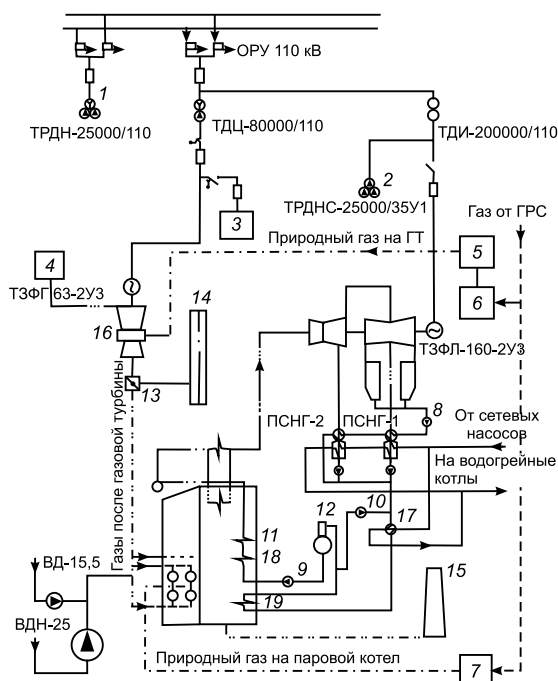 ОРУ 110 кВ
1
ТРДН-25000/110
ТДЦ-80000/110
ТДИ-200000/110
2
ТРДНС-25000/35У1
3
Газ от ГРС
Природный газ на ГТ
5
4
14
6
ТЗФГ 63-2У3
16
ТЗФЛ-160-2У3
13
Газы после газовой турбины
ПСНГ-2
ПСНГ-1
8
От сетевых
насосов
На водогрейные
котлы
10
12
17
11
18
9
15
ВД-15,5
19
ВДН-25
Природный газ на паровой котел
7